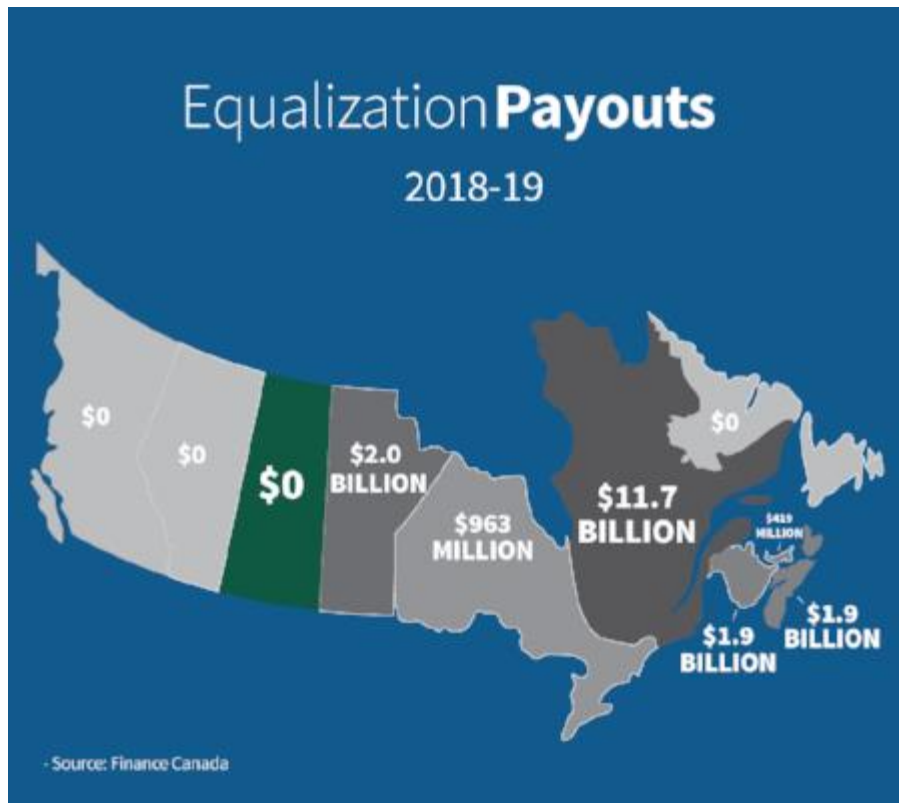 Equalization Payouts
2018-19
$0
$0
$0
$2.0
BILLION
$963
MILLION
$11.7
BILLION
$0
$419
MILLION
$1.9
BILLION
$1.9
BILLION
- Source: Finance Canada